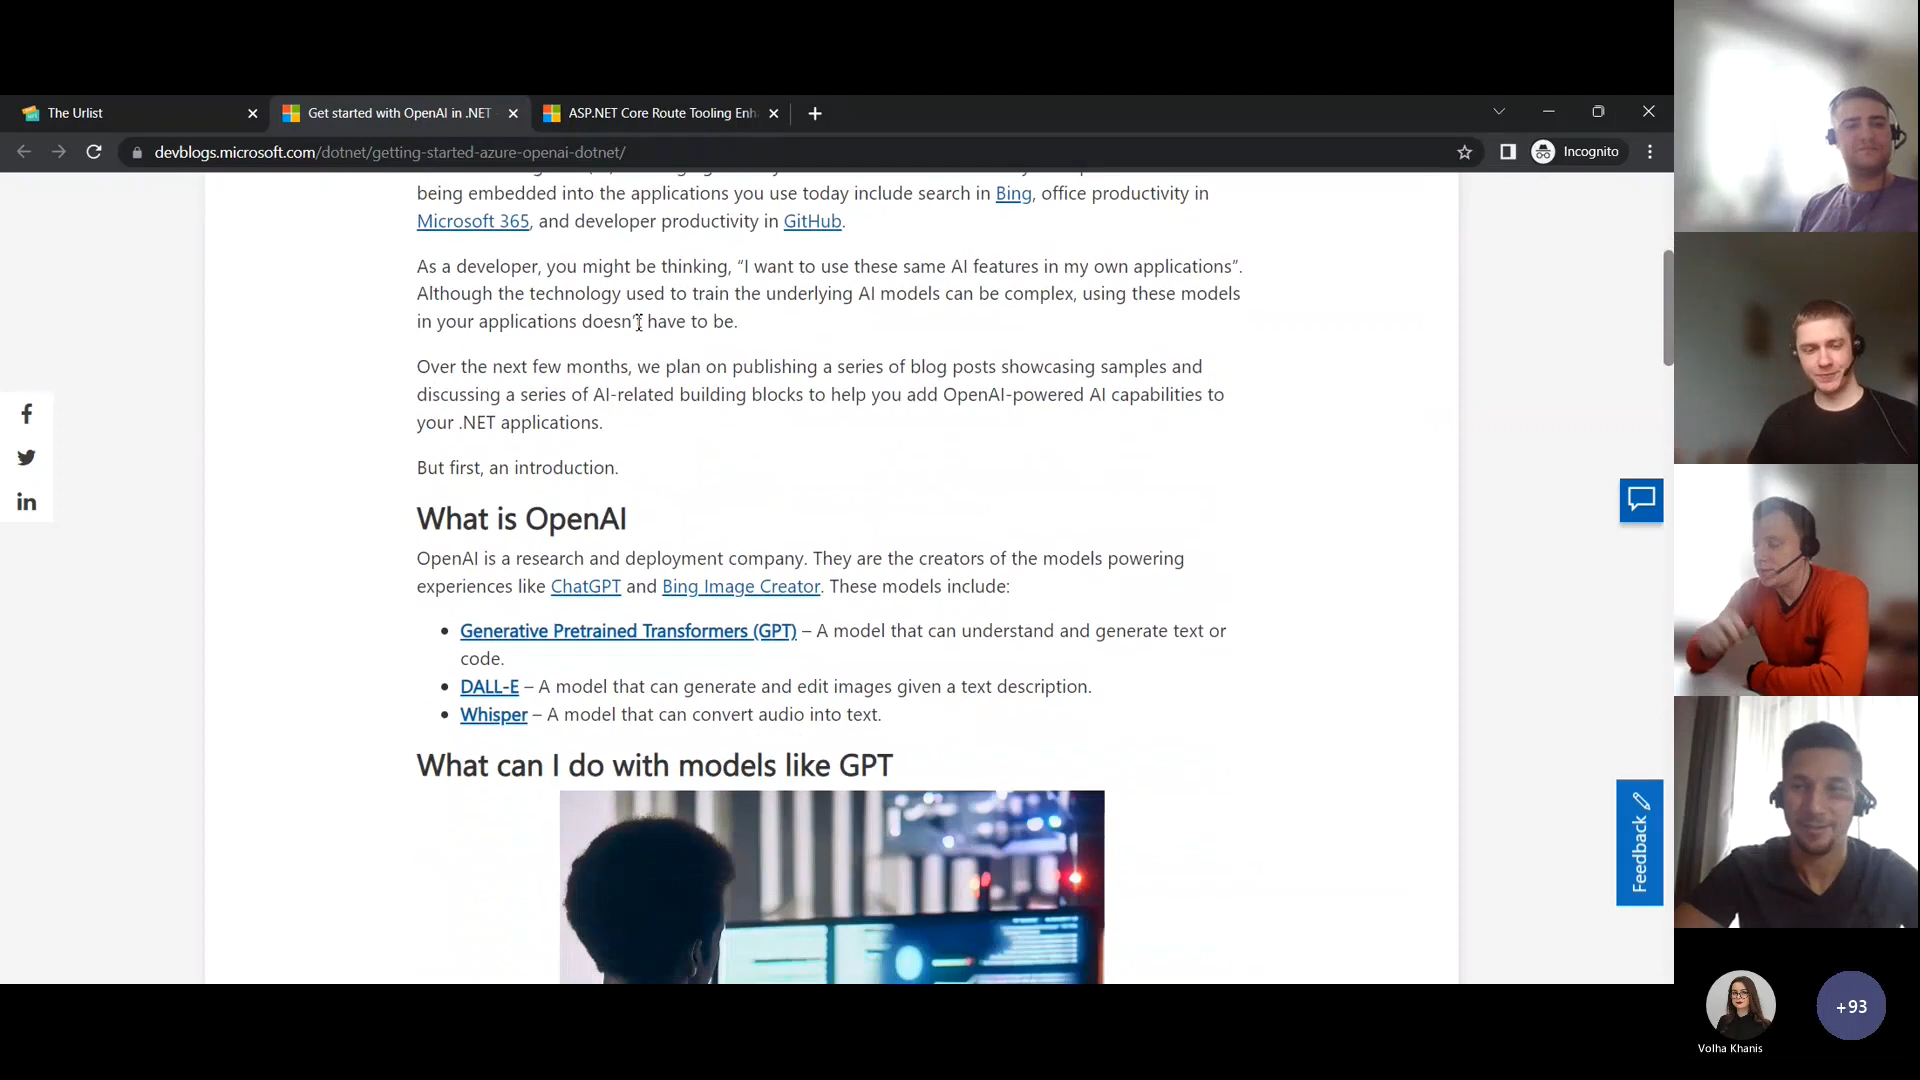 The Urlist
Get started with OpenAI in .NET
ASP.NET Core Route Tooling Enh
devblogs.microsoft.com/dotnet/getting-started-azure-openai-dotnet/
Incognito
being embedded into the applications you use today include search in Bing, office productivity in
Microsoft 365, and developer productivity in GitHub.
As a developer, you might be thinking, “I want to use these same AI features in my own applications”.
Although the technology used to train the underlying AI models can be complex, using these models
in your applications doesn’t have to be.
Over the next few months, we plan on publishing a series of blog posts showcasing samples and
discussing a series of AI-related building blocks to help you add OpenAI-powered AI capabilities to
your .NET applications.
But first, an introduction.
What is OpenAI
OpenAI is a research and deployment company. They are the creators of the models powering
experiences like ChatGPT and Bing Image Creator. These models include:
Generative Pretrained Transformers (GPT) – A model that can understand and generate text or
code.
DALL-E – A model that can generate and edit images given a text description.
Whisper – A model that can convert audio into text.
What can I do with models like GPT
Feedback
+93
Volha Khanis